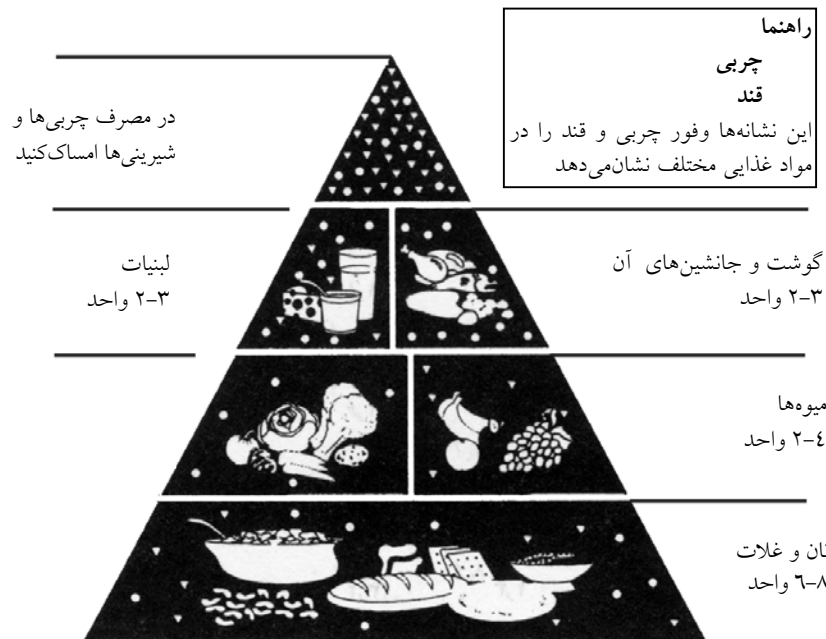 راهنما
چربی
قند
این نشانه‌ها وفور چربی و قند را در
مواد غذایی مختلف نشان‌می‌دهد
در مصرف چربی‌ها و
شیرینی‌ها امساک‌کنید
گوشت و جانشین‌های آن
۲-۳ واحد
لبنیات
۲-۳ واحد
میوه‌ها
۲-٤ واحد
نان و غلات
٦-۸ واحد